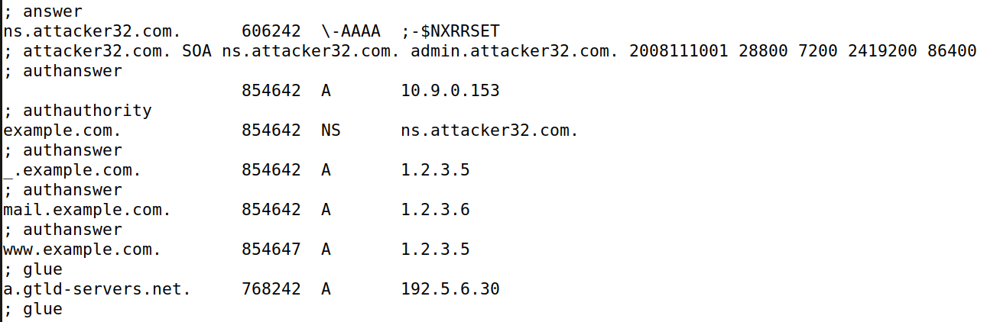 ; answer
ns.attacker32.com.      606242  \-AAAA  ;-$NXRRSET
; attacker32.com. SOA ns.attacker32.com. admin.attacker32.com. 2008111001 28800 7200 2419200 86400
; authanswer
                        854642  A       10.9.0.153
; authauthority
example.com.            854642  NS      ns.attacker32.com.
; authanswer
_.example.com.          854642  A       1.2.3.5
; authanswer
mail.example.com.       854642  A       1.2.3.6
; authanswer
www.example.com.        854647  A       1.2.3.5
; glue
a.gtld-servers.net.     768242  A       192.5.6.30
; glue